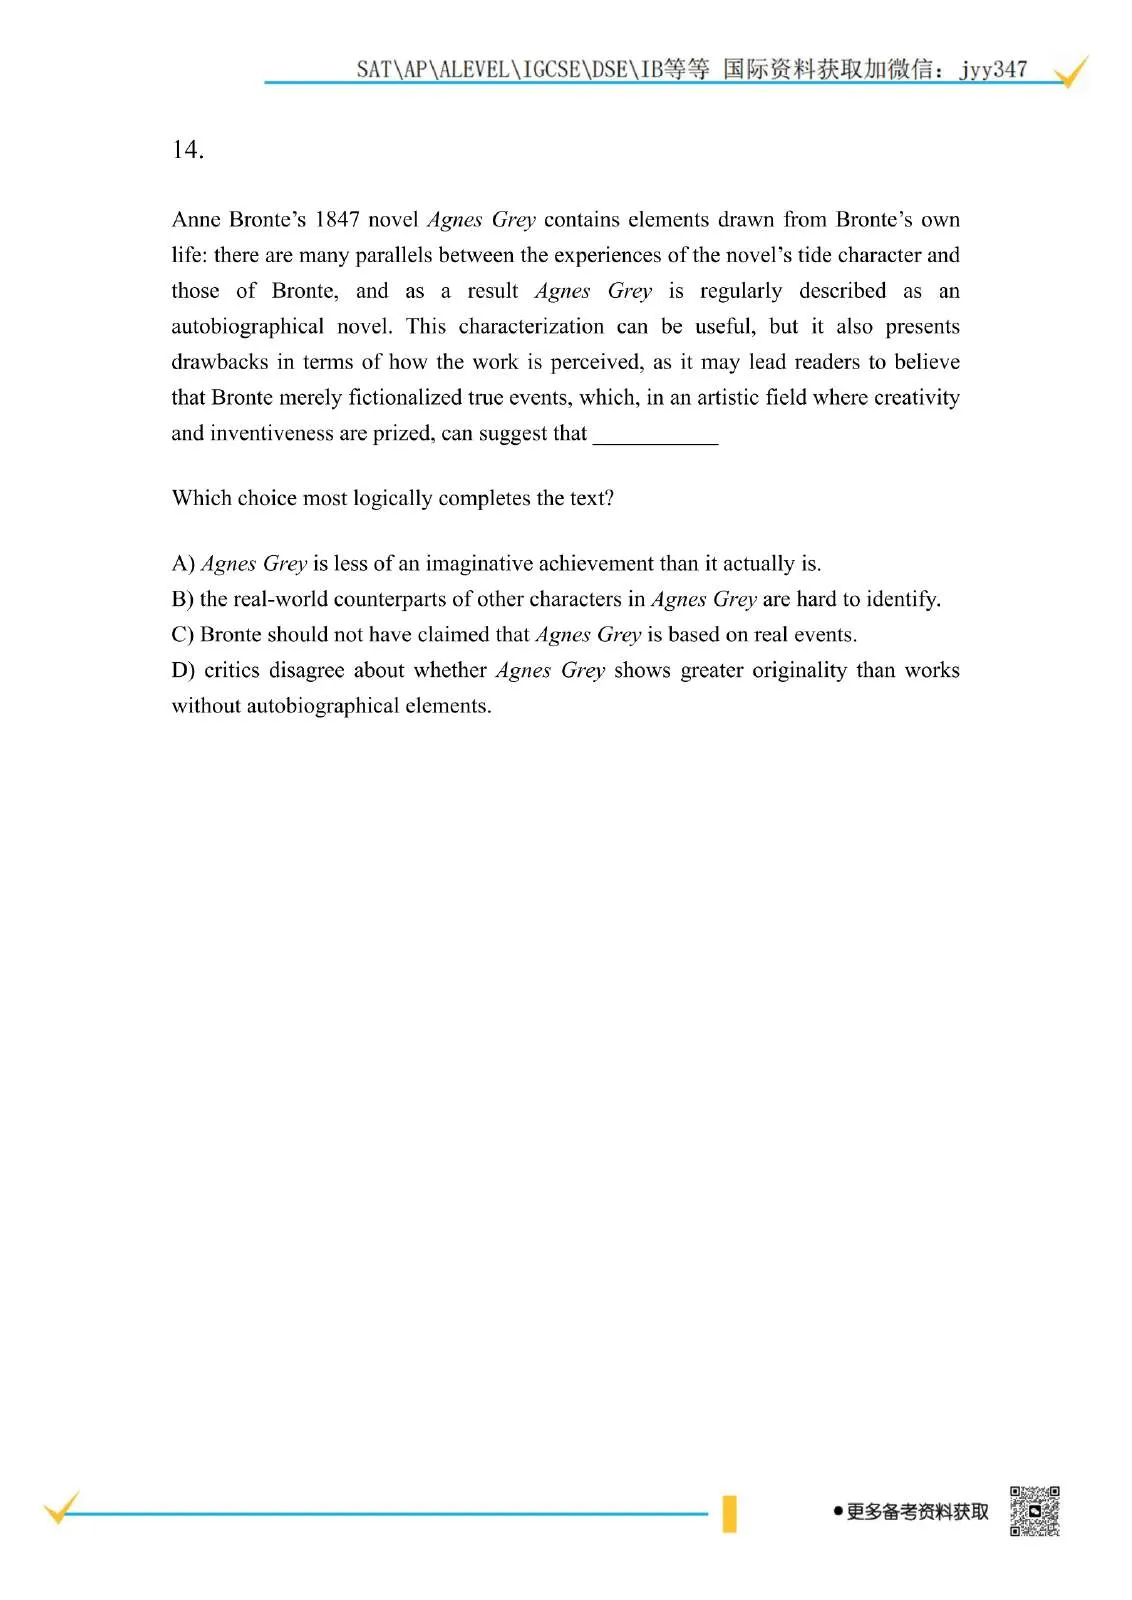 SAT\AP\ALEVEL\IGCSE\DSE\IB等等 国际资料获取加微信: jyy347
14.
Anne Bronte’s 1847 novel Agnes Grey contains elements drawn from Bronte’s own
life: there are many parallels between the experiences of the novel’s tide character and
those of Bronte, and as a result Agnes Grey is regularly described as an
autobiographical novel. This characterization can be useful, but it also presents
drawbacks in terms of how the work is perceived, as it may lead readers to believe
that Bronte merely fictionalized true events, which, in an artistic field where creativity
and inventiveness are prized, can suggest that ___________
Which choice most logically completes the text?
A) Agnes Grey is less of an imaginative achievement than it actually is.
B) the real-world counterparts of other characters in Agnes Grey are hard to identify.
C) Bronte should not have claimed that Agnes Grey is based on real events.
D) critics disagree about whether Agnes Grey shows greater originality than works
without autobiographical elements.
●更多备考资料获取